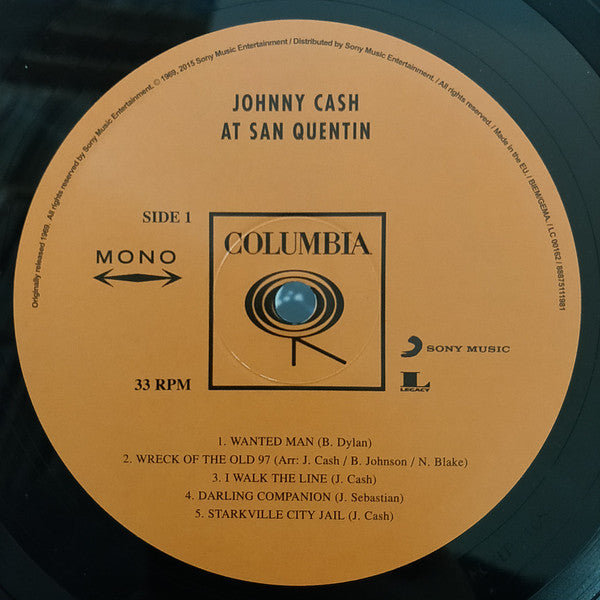 Originally released 1969. All rights reserved by Sony Music Entertainment. © 1969, 2015 Sony Music Entertainment / Distributed by Sony Music Entertainment. / All rights reserved. / Made in the EU. / BIEM/GEMA. / LC 00162 / 88875111981
JOHNNY CASH
AT SAN QUENTIN
SIDE 1
MONO
COLUMBIA
SONY MUSIC
L
LEGACY
33 RPM
1. WANTED MAN (B. Dylan)
2. WRECK OF THE OLD 97 (Arr: J. Cash / B. Johnson / N. Blake)
3. I WALK THE LINE (J. Cash)
4. DARLING COMPANION (J. Sebastian)
5. STARKVILLE CITY JAIL (J. Cash)